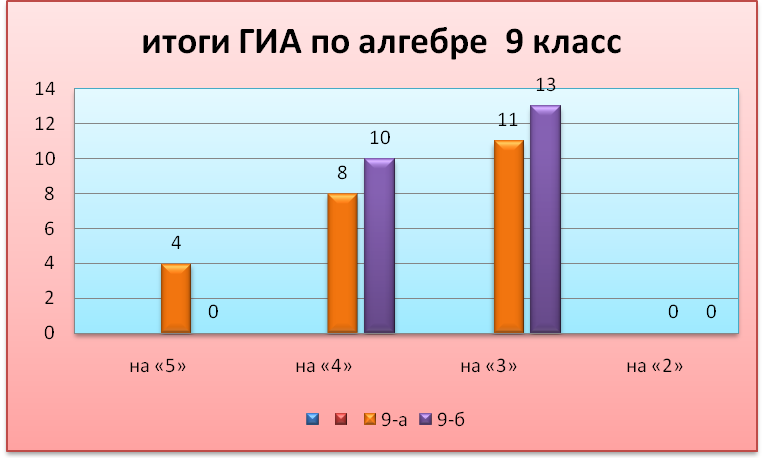 итоги ГИА по алгебре 9 класс
14
12
10
8
6
4
2
0
4
0
8
10
11
13
0
0
на «5»
на «4»
на «3»
на «2»
9-а
9-б